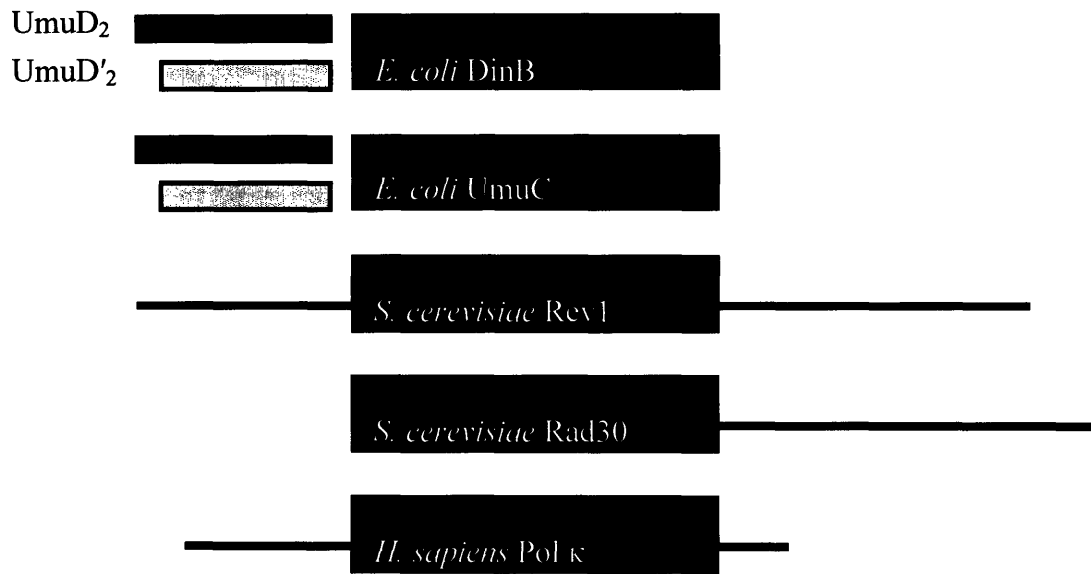 UmuD₂
UmuD′₂
E. coli DinB
E. coli UmuC
S. cerevisiae Rev1
S. cerevisiae Rad30
H. sapiens Pol κ